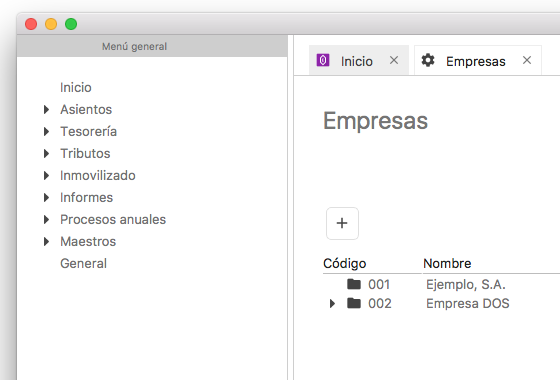 Menú general
Inicio
Asientos
Tesorería
Tributos
Inmovilizado
Informes
Procesos anuales
Maestros
General
Inicio
Empresas
Empresas
Código Nombre
001 Ejemplo, S.A.
002 Empresa DOS